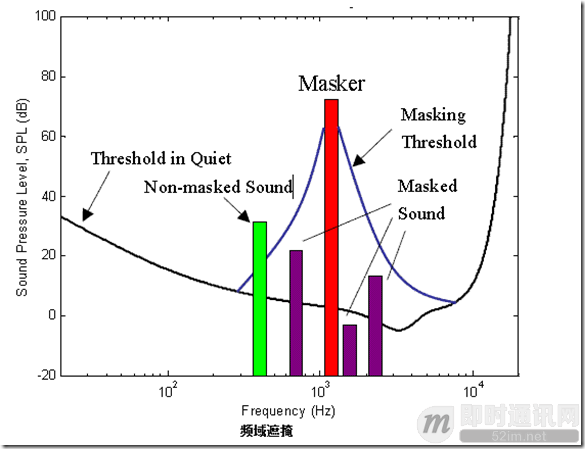 100
80
60
40
20
0
-20
Sound Pressure Level, SPL (dB)
Masker
Masking
Threshold
Threshold in Quiet
Non-masked Sound
Masked
Sound
10²
10³
10⁴
Frequency (Hz)
频域遮掩
即时通讯网
52im.net